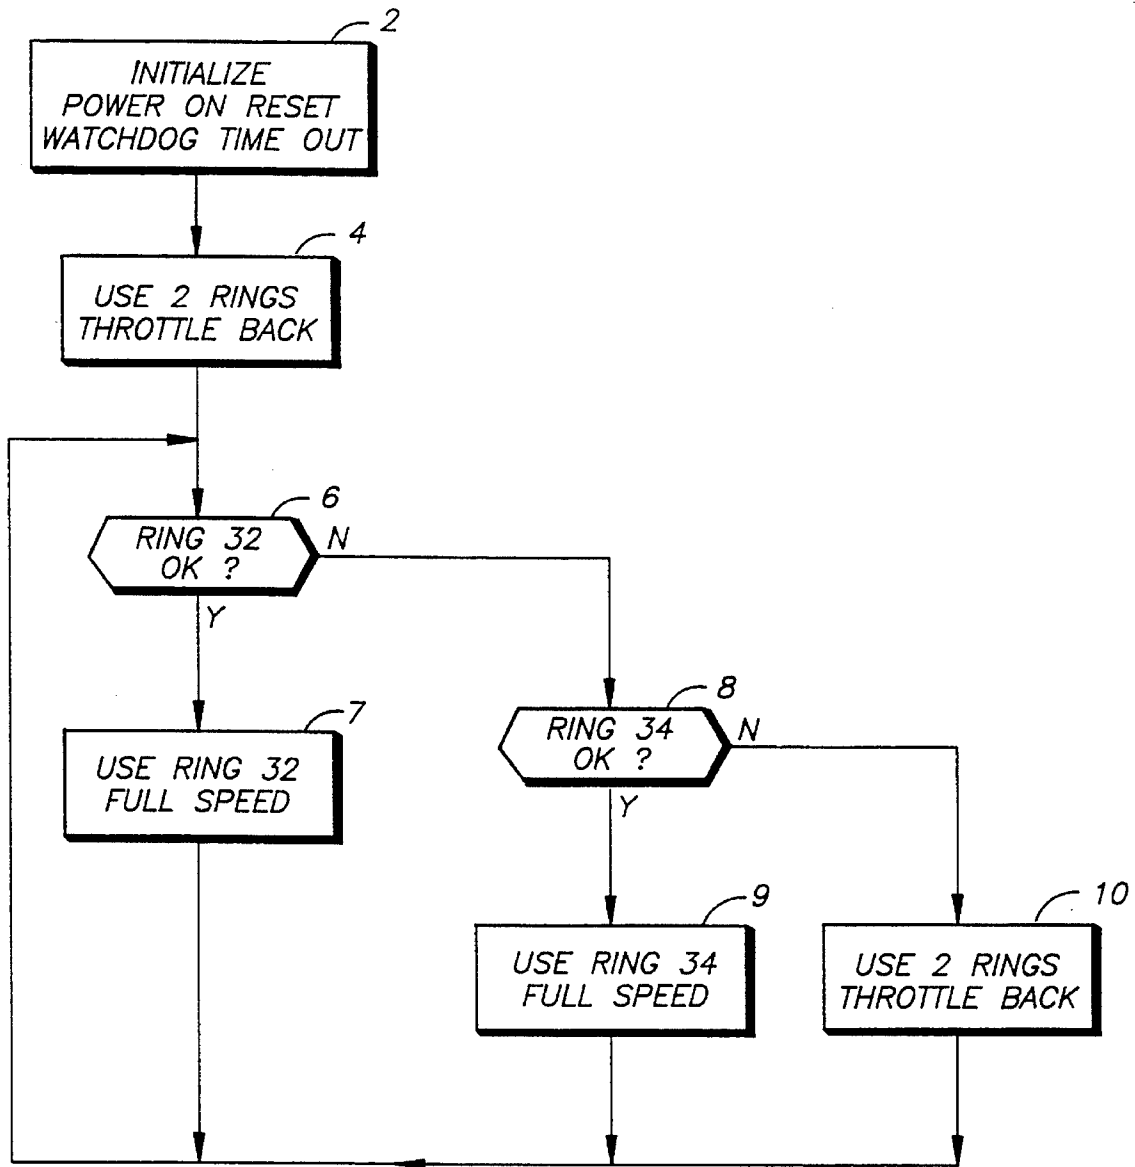 2
INITIALIZE
POWER ON RESET
WATCHDOG TIME OUT
4
USE 2 RINGS
THROTTLE BACK
6
RING 32
OK ?
N
Y
7
USE RING 32
FULL SPEED
8
RING 34
OK ?
N
Y
9
USE RING 34
FULL SPEED
10
USE 2 RINGS
THROTTLE BACK